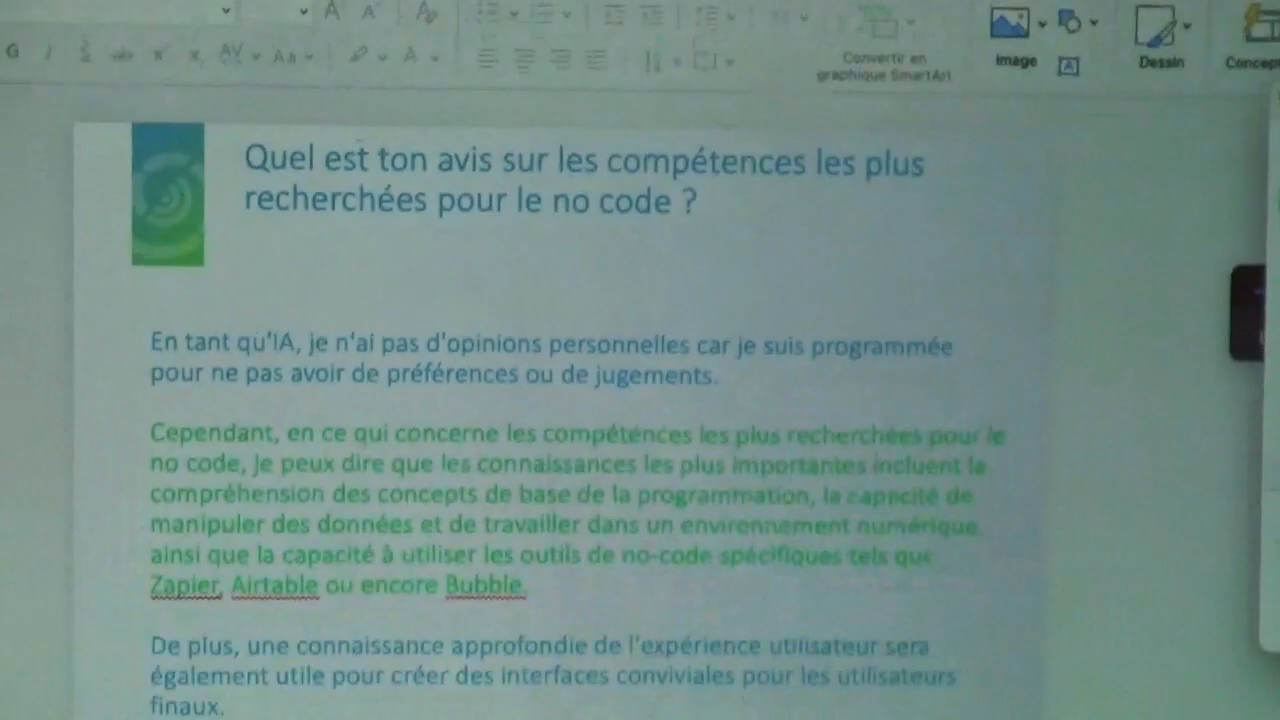 Convertir en
graphique SmartArt
Image
Dessin
Quel est ton avis sur les compétences les plus
recherchées pour le no code ?
En tant qu'IA, je n'ai pas d'opinions personnelles car je suis programmée
pour ne pas avoir de préférences ou de jugements.
Cependant, en ce qui concerne les compétences les plus recherchées pour le
no code, je peux dire que les connaissances les plus importantes incluent la
compréhension des concepts de base de la programmation, la capacité de
manipuler des données et de travailler dans un environnement numérique,
ainsi que la capacité à utiliser les outils de no-code spécifiques tels que
Zapier, Airtable ou encore Bubble.
De plus, une connaissance approfondie de l'expérience utilisateur sera
également utile pour créer des interfaces conviviales pour les utilisateurs
finaux.